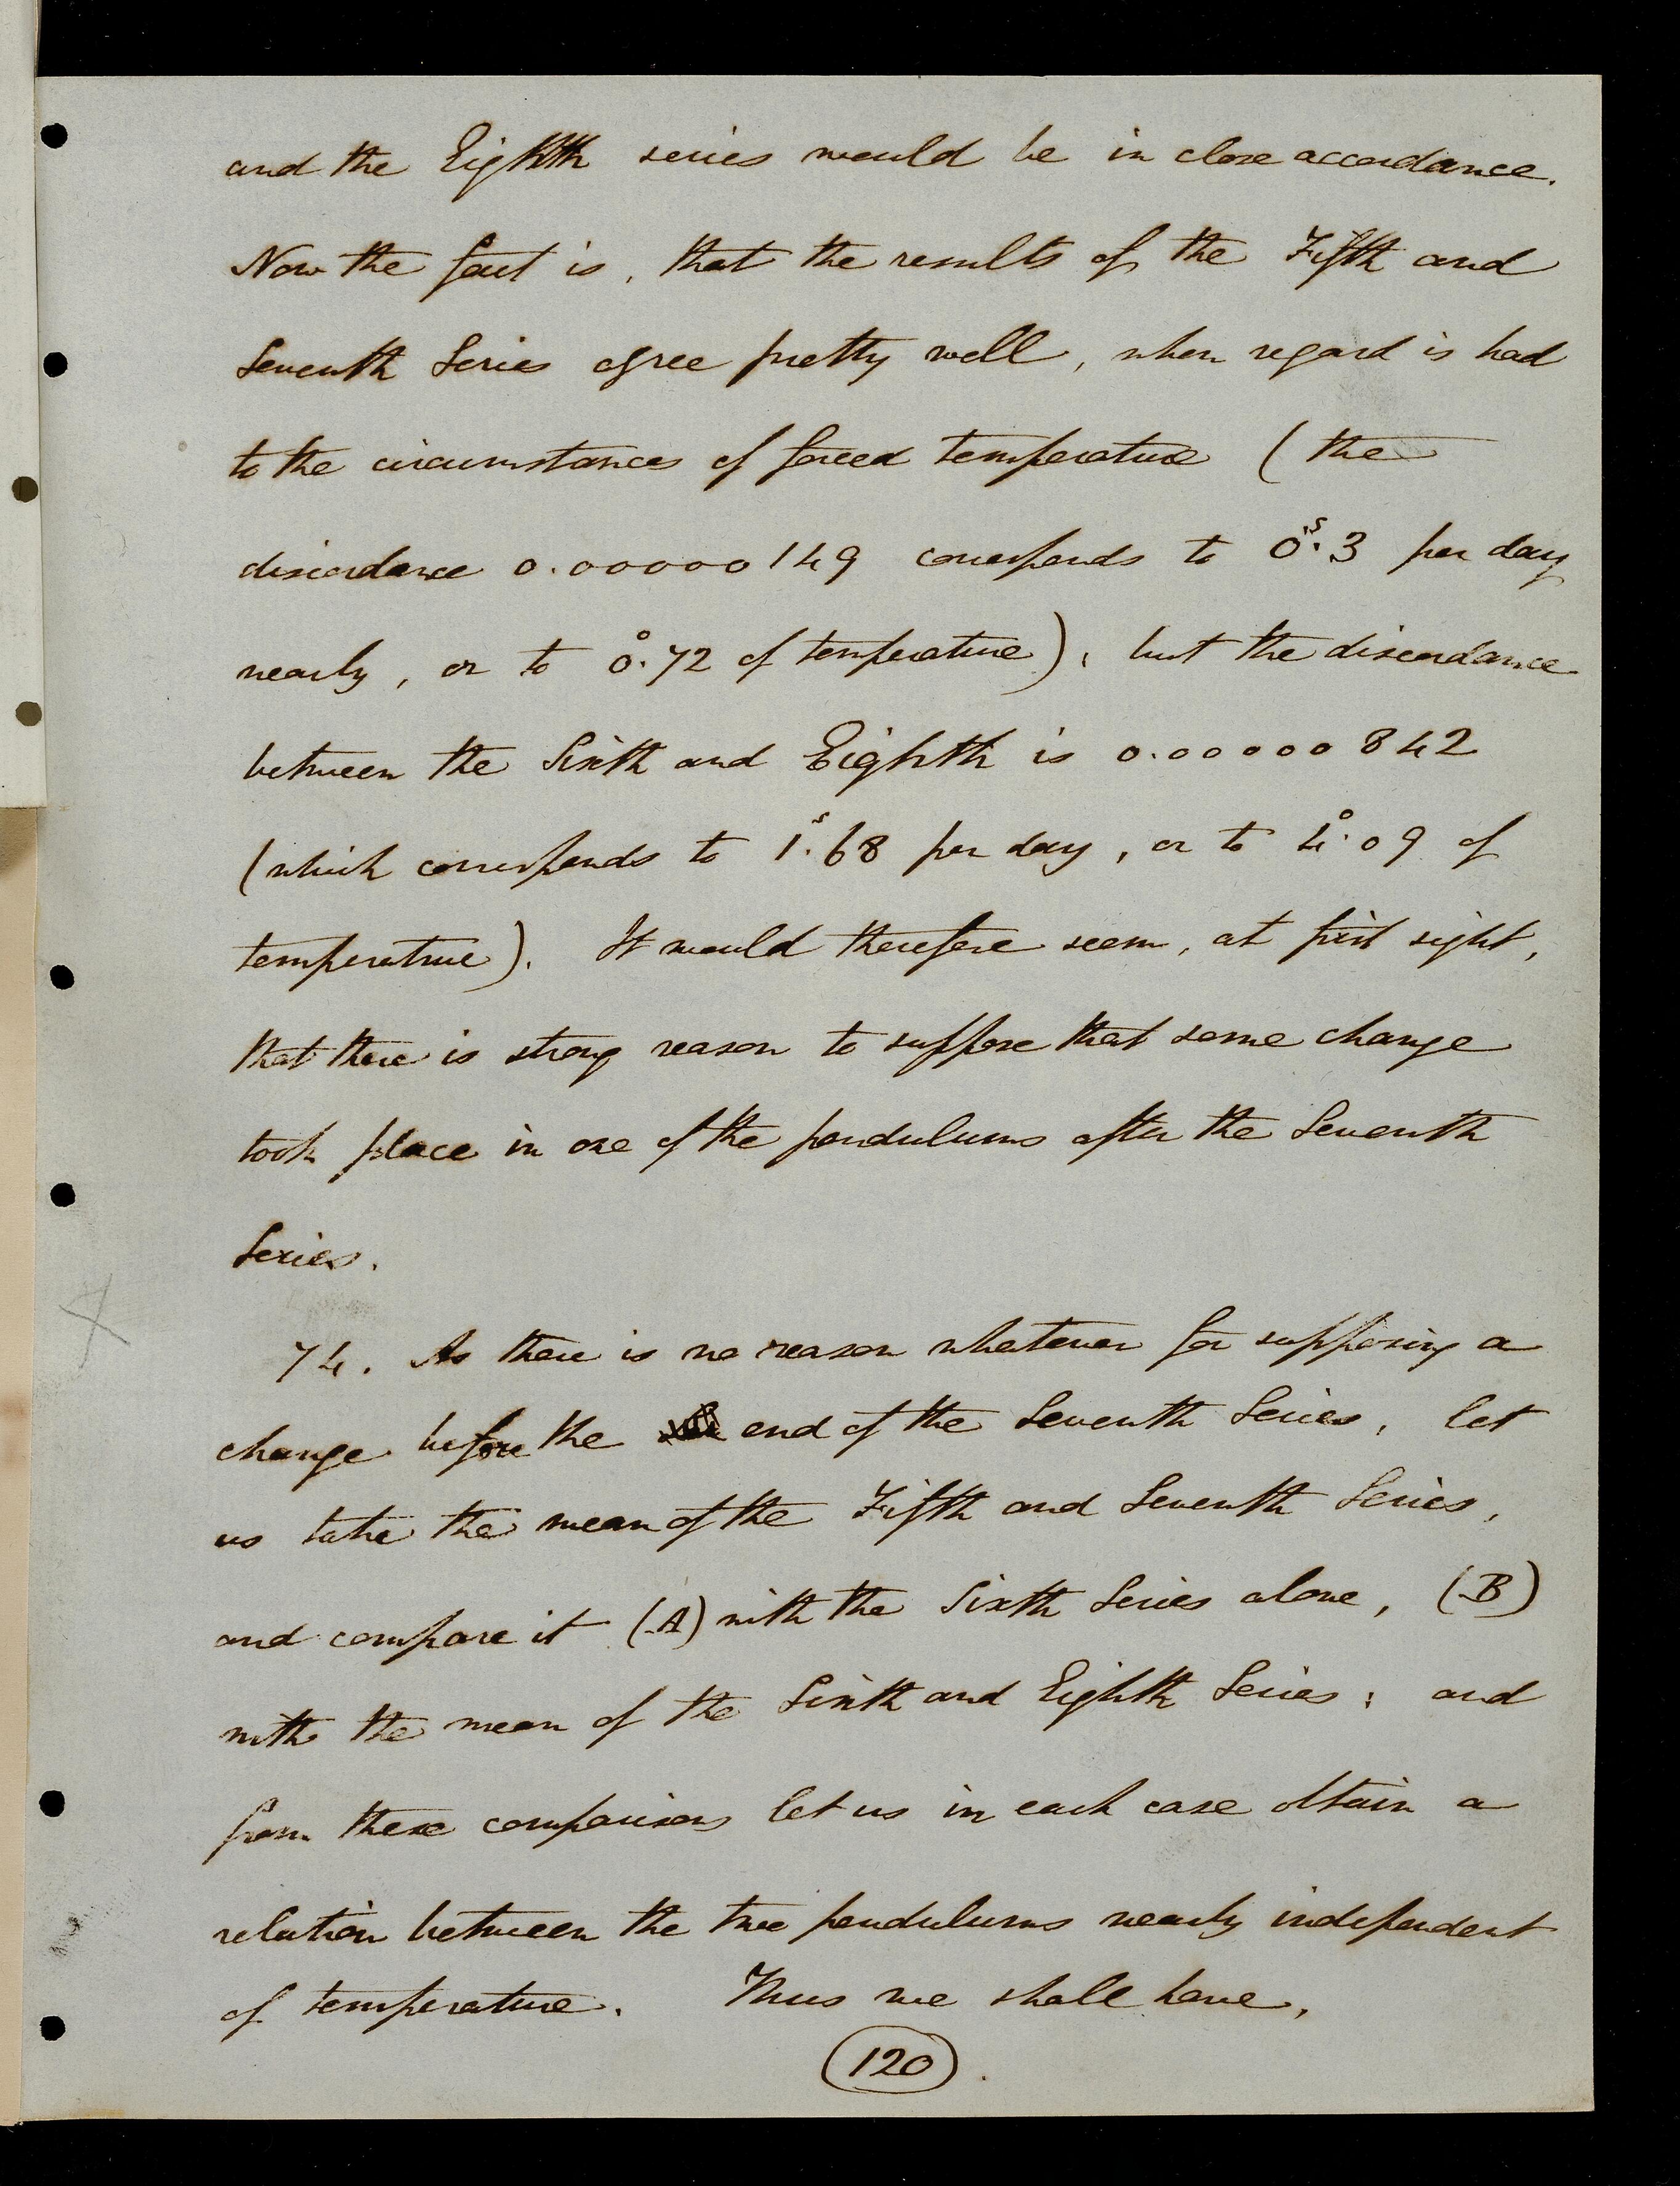 and the Eighth series would be in close accordance.
Now the fact is, that the results of the Fifth and
Seventh Series agree pretty well, when regard is had
to the circumstances of forced temperature (the
discordance 0.00000149 corresponds to 0ˢ.3 per day
nearly, or to 0°.72 of temperature), but the discordance
between the Sixth and Eighth is 0.00000842
(which corresponds to 1ˢ.68 per day, or to 4°.09 of
temperature). It would therefore seem, at first sight,
that there is strong reason to suppose that some change
took place in one of the pendulums after the Seventh
Series.
74. As there is no reason whatever for supposing a
change before the end of the Seventh Series, let
us take the mean of the Fifth and Seventh Series,
and compare it (A) with the Sixth Series alone, (B)
with the mean of the Sixth and Eighth Series; and
from these comparisons let us in each case obtain a
relation between the two pendulums nearly independent
of temperature. Thus we shall have,
120.